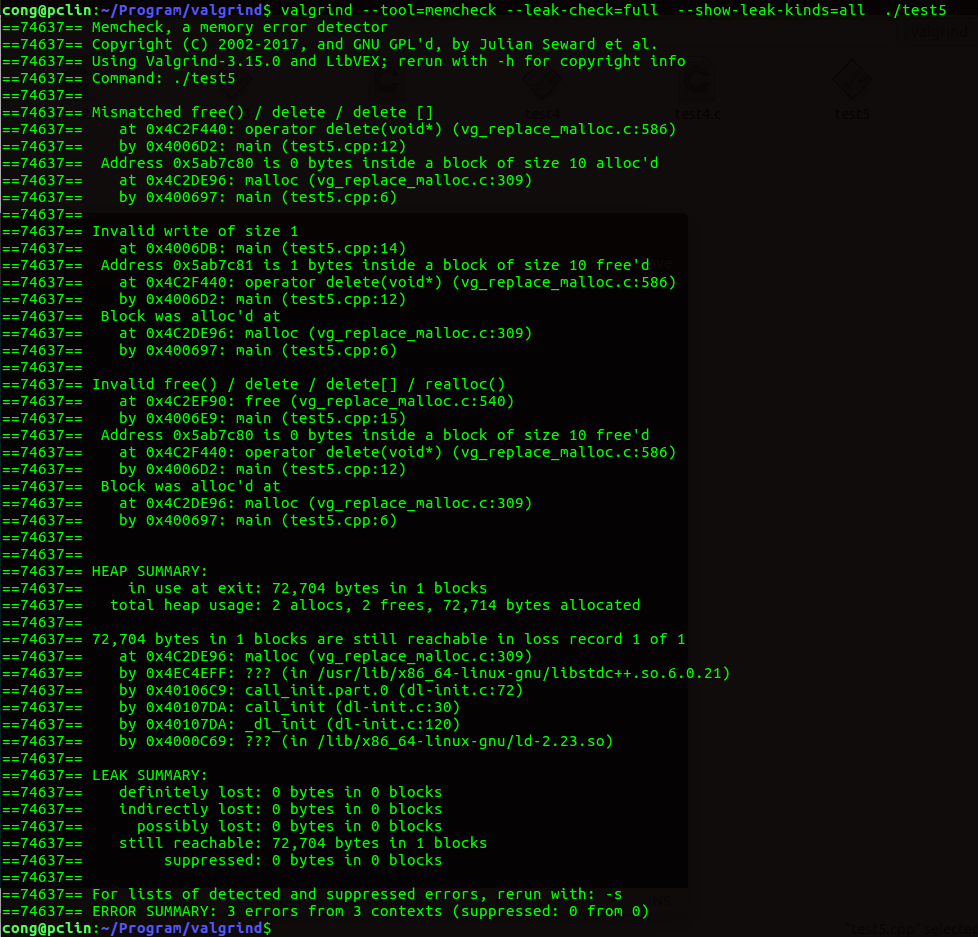 cong@pclin:~/Program/valgrind$ valgrind --tool=memcheck --leak-check=full  --show-leak-kinds=all  ./test5
==74637== Memcheck, a memory error detector
==74637== Copyright (C) 2002-2017, and GNU GPL'd, by Julian Seward et al.
==74637== Using Valgrind-3.15.0 and LibVEX; rerun with -h for copyright info
==74637== Command: ./test5
==74637==
==74637== Mismatched free() / delete / delete []
==74637==    at 0x4C2F440: operator delete(void*) (vg_replace_malloc.c:586)
==74637==    by 0x4006D2: main (test5.cpp:12)
==74637==  Address 0x5ab7c80 is 0 bytes inside a block of size 10 alloc'd
==74637==    at 0x4C2DE96: malloc (vg_replace_malloc.c:309)
==74637==    by 0x400697: main (test5.cpp:6)
==74637==
==74637== Invalid write of size 1
==74637==    at 0x4006DB: main (test5.cpp:14)
==74637==  Address 0x5ab7c81 is 1 bytes inside a block of size 10 free'd
==74637==    at 0x4C2F440: operator delete(void*) (vg_replace_malloc.c:586)
==74637==    by 0x4006D2: main (test5.cpp:12)
==74637==  Block was alloc'd at
==74637==    at 0x4C2DE96: malloc (vg_replace_malloc.c:309)
==74637==    by 0x400697: main (test5.cpp:6)
==74637==
==74637== Invalid free() / delete / delete[] / realloc()
==74637==    at 0x4C2EF90: free (vg_replace_malloc.c:540)
==74637==    by 0x4006E9: main (test5.cpp:15)
==74637==  Address 0x5ab7c80 is 0 bytes inside a block of size 10 free'd
==74637==    at 0x4C2F440: operator delete(void*) (vg_replace_malloc.c:586)
==74637==    by 0x4006D2: main (test5.cpp:12)
==74637==  Block was alloc'd at
==74637==    at 0x4C2DE96: malloc (vg_replace_malloc.c:309)
==74637==    by 0x400697: main (test5.cpp:6)
==74637==
==74637==
==74637== HEAP SUMMARY:
==74637==     in use at exit: 72,704 bytes in 1 blocks
==74637==   total heap usage: 2 allocs, 2 frees, 72,714 bytes allocated
==74637==
==74637== 72,704 bytes in 1 blocks are still reachable in loss record 1 of 1
==74637==    at 0x4C2DE96: malloc (vg_replace_malloc.c:309)
==74637==    by 0x4EC4EFF: ??? (in /usr/lib/x86_64-linux-gnu/libstdc++.so.6.0.21)
==74637==    by 0x40106C9: call_init.part.0 (dl-init.c:72)
==74637==    by 0x40107DA: call_init (dl-init.c:30)
==74637==    by 0x40107DA: _dl_init (dl-init.c:120)
==74637==    by 0x4000C69: ??? (in /lib/x86_64-linux-gnu/ld-2.23.so)
==74637==
==74637== LEAK SUMMARY:
==74637==    definitely lost: 0 bytes in 0 blocks
==74637==    indirectly lost: 0 bytes in 0 blocks
==74637==      possibly lost: 0 bytes in 0 blocks
==74637==    still reachable: 72,704 bytes in 1 blocks
==74637==         suppressed: 0 bytes in 0 blocks
==74637==
==74637== For lists of detected and suppressed errors, rerun with: -s
==74637== ERROR SUMMARY: 3 errors from 3 contexts (suppressed: 0 from 0)
cong@pclin:~/Program/valgrind$